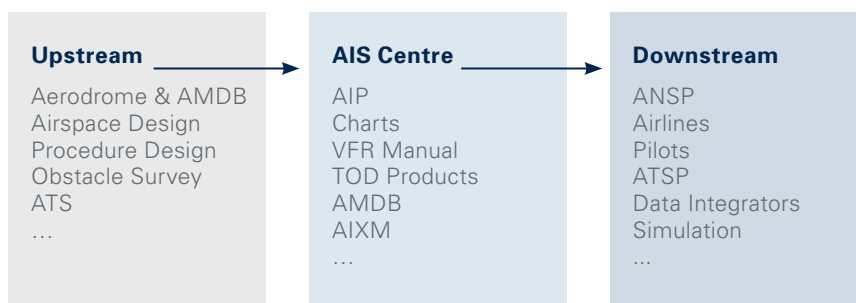 Upstream
Aerodrome & AMDB
Airspace Design
Procedure Design
Obstacle Survey
ATS
…
AIS Centre
AIP
Charts
VFR Manual
TOD Products
AMDB
AIXM
…
Downstream
ANSP
Airlines
Pilots
ATSP
Data Integrators
Simulation
...